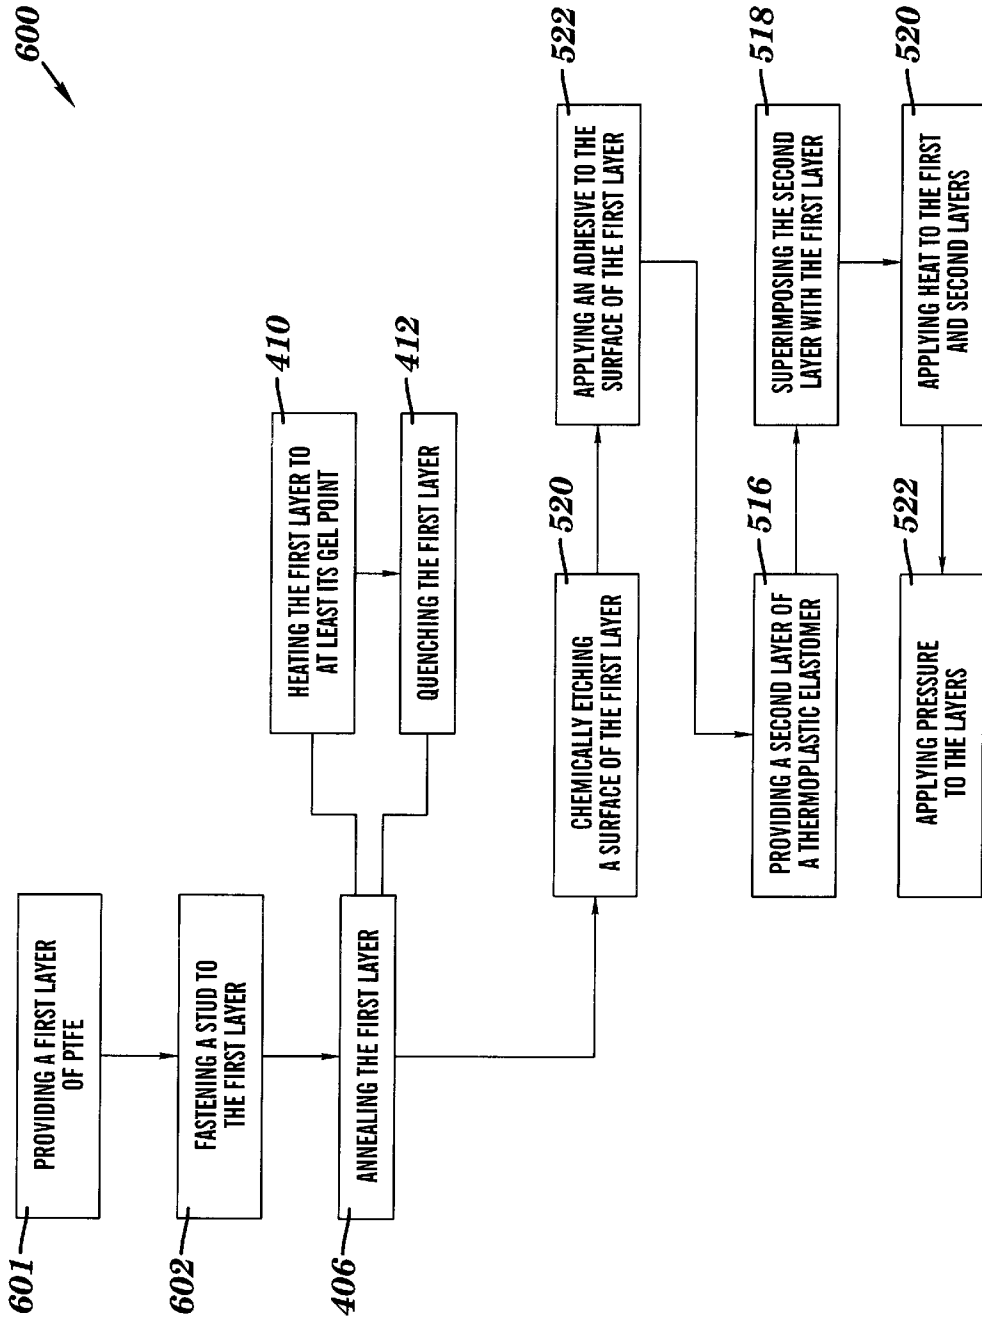 600
601
PROVIDING A FIRST LAYER
OF PTFE
602
FASTENING A STUD TO
THE FIRST LAYER
406
ANNEALING THE FIRST LAYER
410
HEATING THE FIRST LAYER TO
AT LEAST ITS GEL POINT
412
QUENCHING THE FIRST LAYER
520
CHEMICALLY ETCHING
A SURFACE OF THE FIRST LAYER
522
APPLYING AN ADHESIVE TO THE
SURFACE OF THE FIRST LAYER
516
PROVIDING A SECOND LAYER OF
A THERMOPLASTIC ELASTOMER
518
SUPERIMPOSING THE SECOND
LAYER WITH THE FIRST LAYER
520
APPLYING HEAT TO THE FIRST
AND SECOND LAYERS
522
APPLYING PRESSURE
TO THE LAYERS